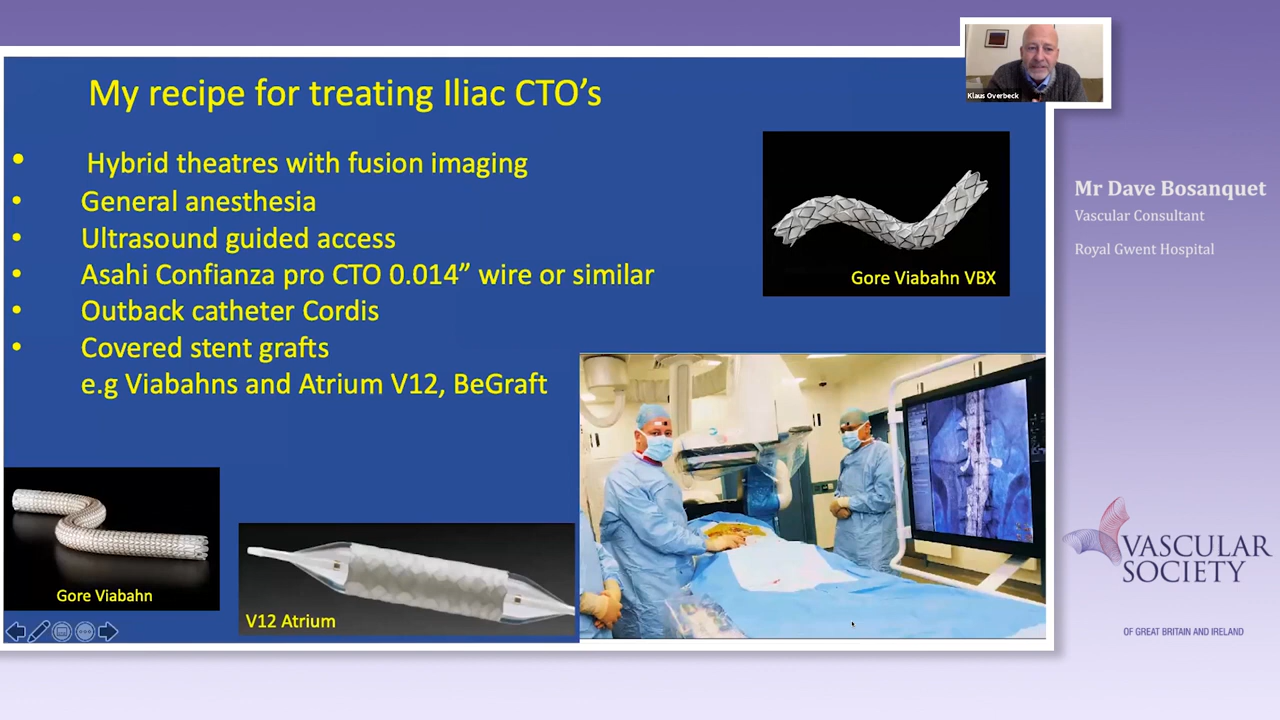 My recipe for treating Iliac CTO's
• Hybrid theatres with fusion imaging
• General anesthesia
• Ultrasound guided access
• Asahi Confianza pro CTO 0.014” wire or similar
• Outback catheter Cordis
• Covered stent grafts
e.g Viabahns and Atrium V12, BeGraft
Gore Viabahn VBX
Gore Viabahn
V12 Atrium
Klaus Overbeck
Mr Dave Bosanquet
Vascular Consultant
Royal Gwent Hospital
VASCULAR
SOCIETY
OF GREAT BRITAIN AND IRELAND